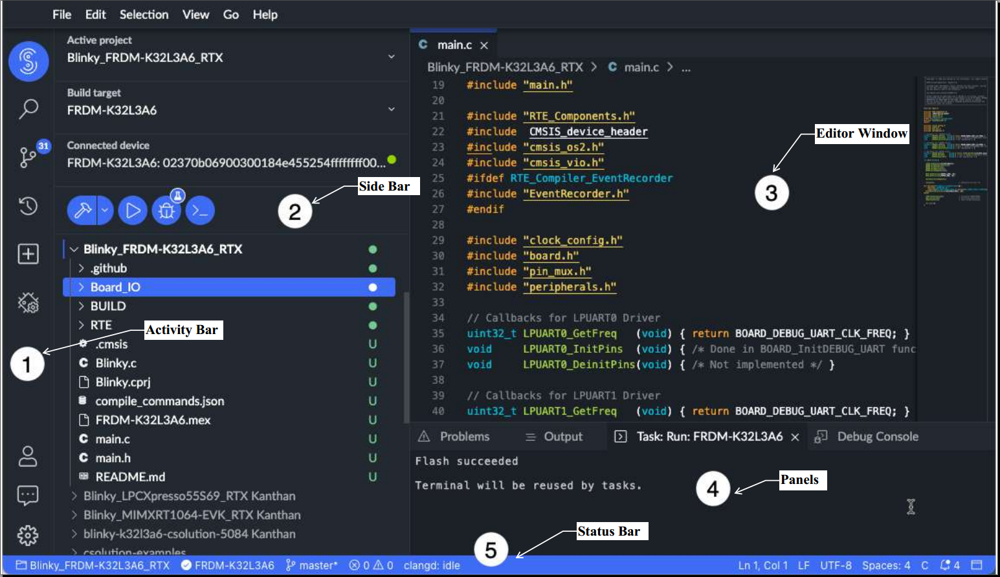 File Edit Selection View Go Help
Active project
Blinky_FRDM-K32L3A6_RTX
Build target
FRDM-K32L3A6
Connected device
FRDM-K32L3A6: 02370b06900300184e455254ffffffff00...
31
Side Bar
2
Blinky_FRDM-K32L3A6_RTX
.github
Board_IO
BUILD
RTE
Activity Bar
1
.cmsis U
Blinky.c U
Blinky.cprj U
compile_commands.json U
FRDM-K32L3A6.mex U
main.c U
main.h U
README.md U
Blinky_LPCXpresso55S69_RTX Kanthan
Blinky_MIMXRT1064-EVK_RTX Kanthan
blinky-k32l3a6-csolution-5084 Kanthan
csolution-examples
C main.c ×
Blinky_FRDM-K32L3A6_RTX > C main.c > ...
19 #include "main.h"
20
21 #include "RTE_Components.h"
22 #include CMSIS_device_header
23 #include "cmsis_os2.h"
24 #include "cmsis_vio.h"
25 #ifdef RTE_Compiler_EventRecorder
26 #include "EventRecorder.h"
27 #endif
28
29 #include "clock_config.h"
30 #include "board.h"
31 #include "pin_mux.h"
32 #include "peripherals.h"
33
34 // Callbacks for LPUART0 Driver
35 uint32_t LPUART0_GetFreq (void) { return BOARD_DEBUG_UART_CLK_FREQ; }
36 void LPUART0_InitPins (void) { /* Done in BOARD_InitDEBUG_UART func
37 void LPUART0_DeinitPins(void) { /* Not implemented */ }
38
39 // Callbacks for LPUART1 Driver
40 uint32_t LPUART1_GetFreq (void) { return BOARD_DEBUG_UART_CLK_FREQ; }
Editor Window
3
Problems Output Task: Run: FRDM-K32L3A6 × Debug Console
Flash succeeded
Terminal will be reused by tasks.
Panels
4
Status Bar
5
Blinky_FRDM-K32L3A6_RTX FRDM-K32L3A6 master* 0 0 clangd: idle Ln 1, Col 1 LF UTF-8 Spaces: 4 C 4